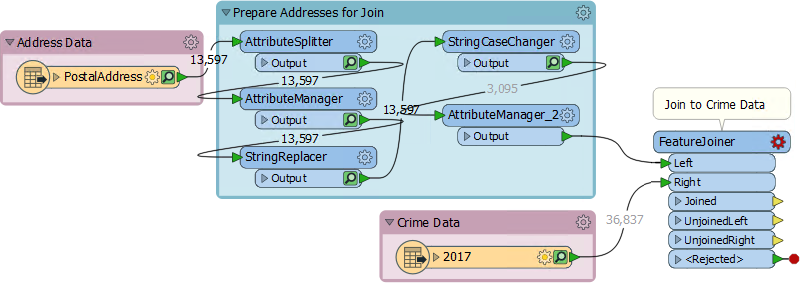 Prepare Addresses for Join
Address Data
PostalAddress
13,597
AttributeSplitter
Output
13,597
AttributeManager
Output
13,597
StringReplacer
Output
13,597
StringCaseChanger
Output
3,095
AttributeManager_2
Output
Join to Crime Data
FeatureJoiner
Left
Right
Joined
UnjoinedLeft
UnjoinedRight
<Rejected>
Crime Data
2017
36,837